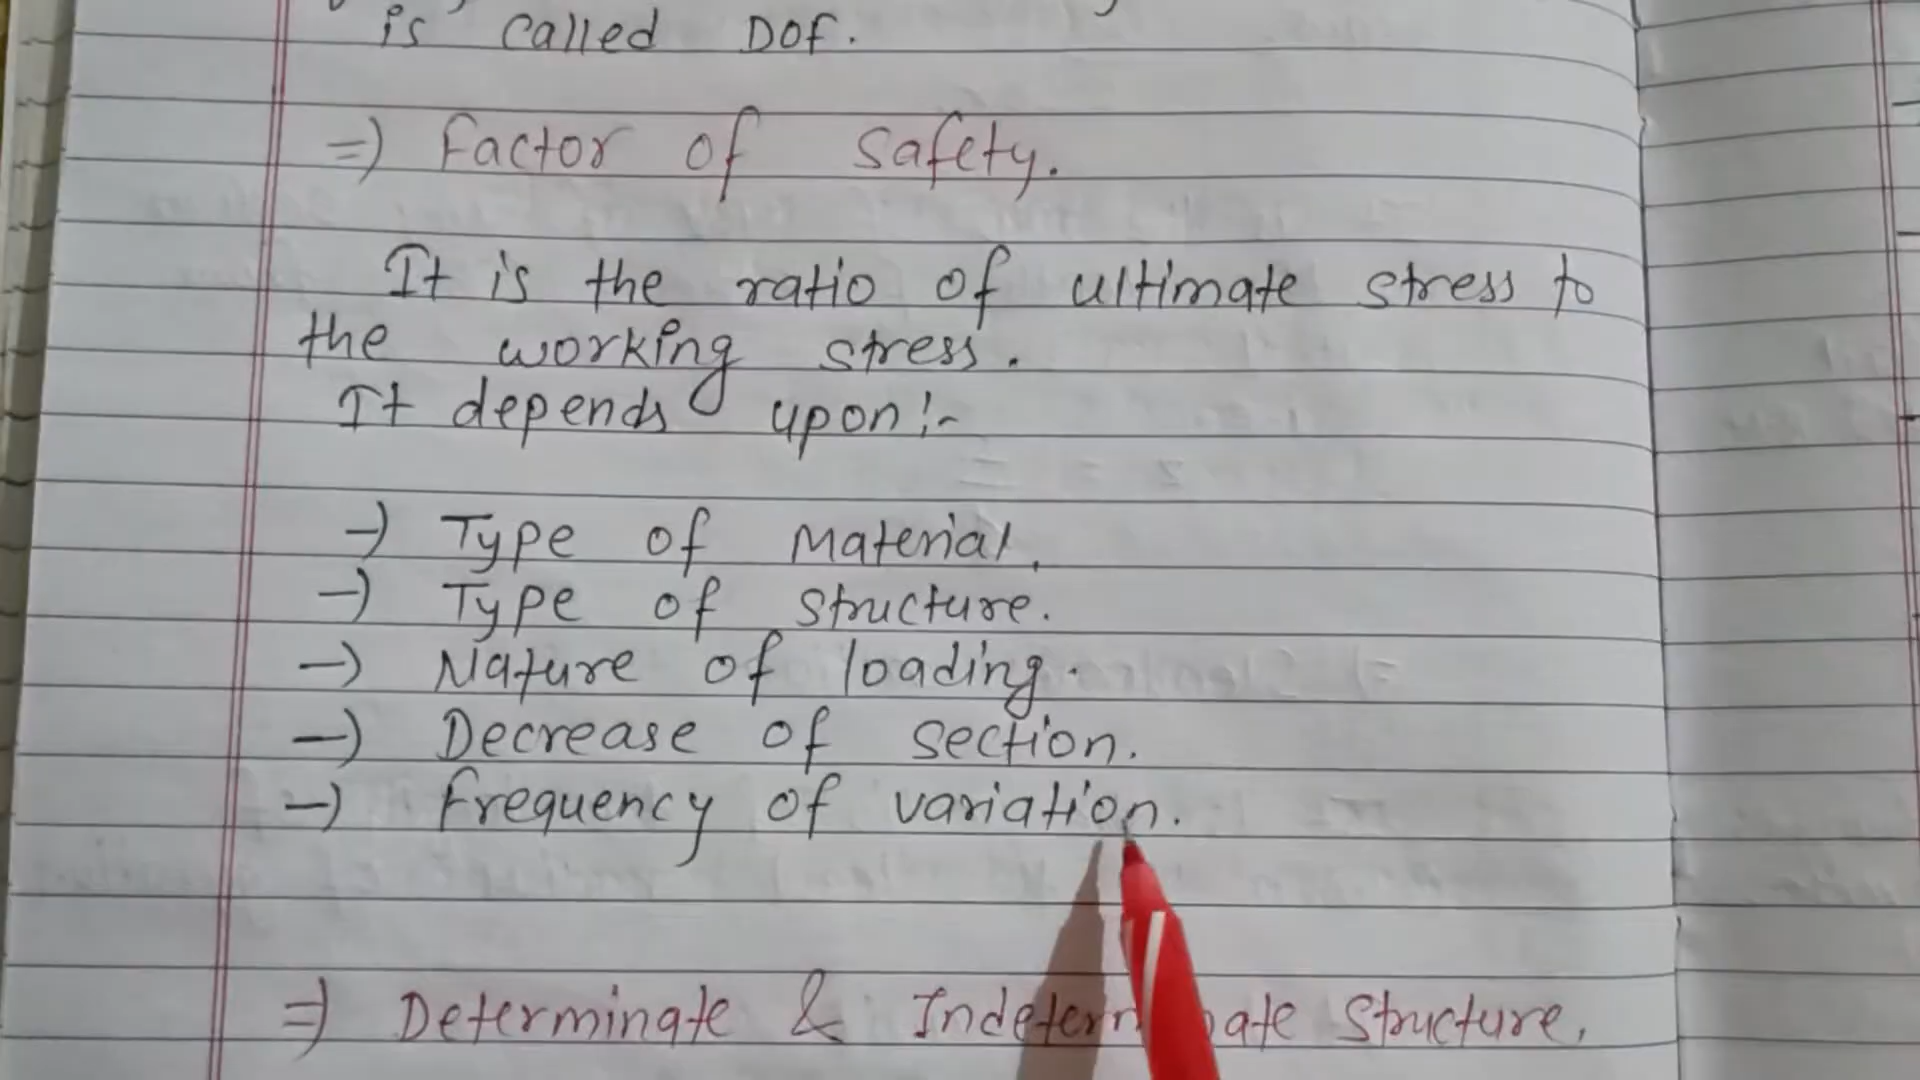 is called DOF.
=) Factor of safety.
It is the ratio of ultimate stress to
the working stress.
It depends upon:-
-) Type of Material.
-) Type of structure.
-) Nature of loading.
-) Decrease of section.
-) Frequency of variation.
=) Determinate & Indeterminate Structure.